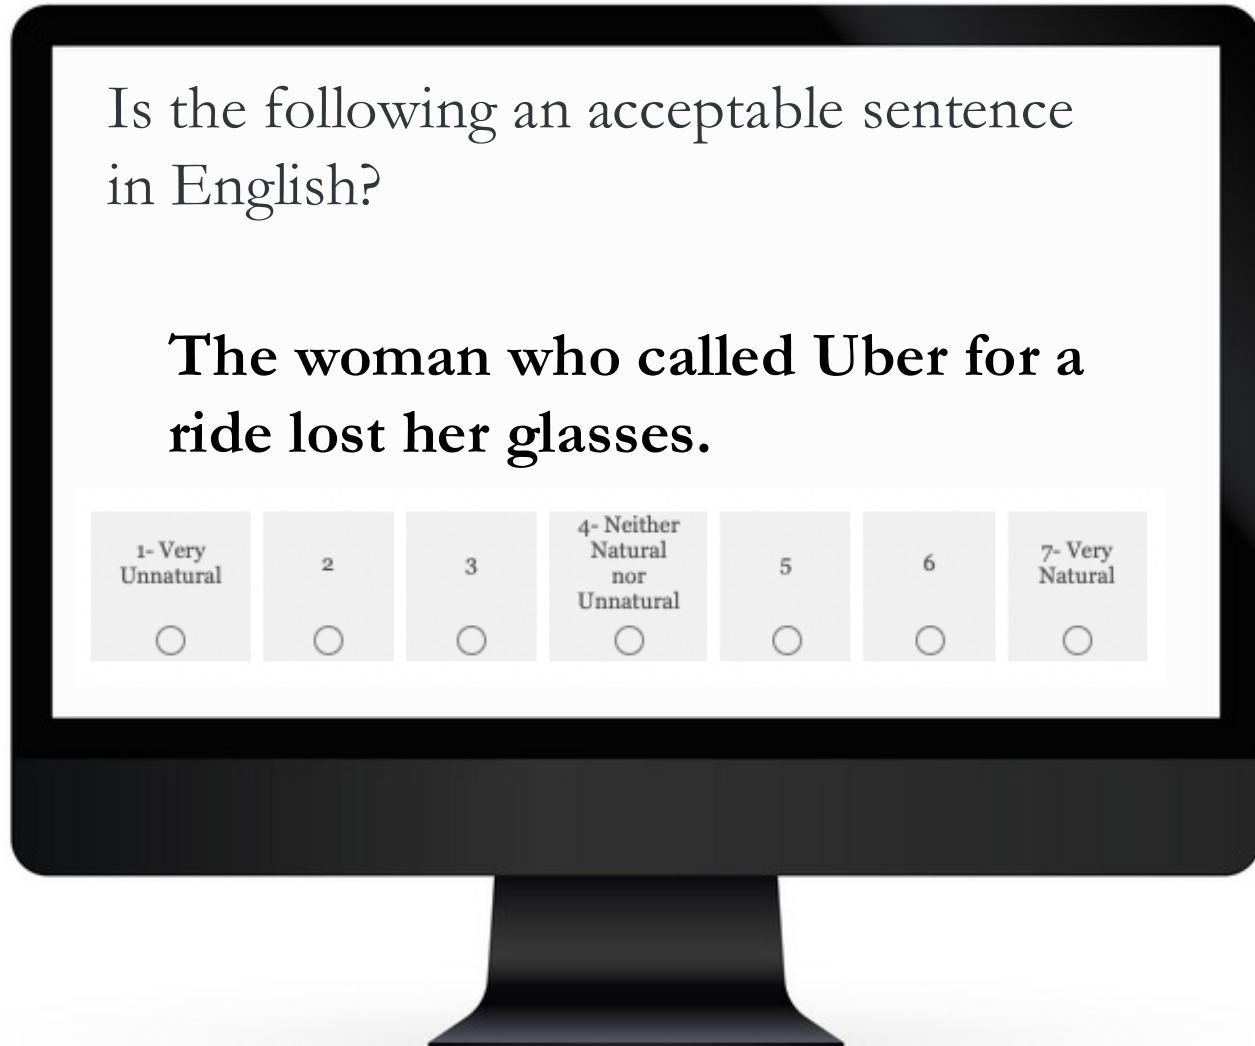 Is the following an acceptable sentence
in English?
The woman who called Uber for a
ride lost her glasses.
1- Very
Unnatural
2
3
4- Neither
Natural
nor
Unnatural
5
6
7- Very
Natural